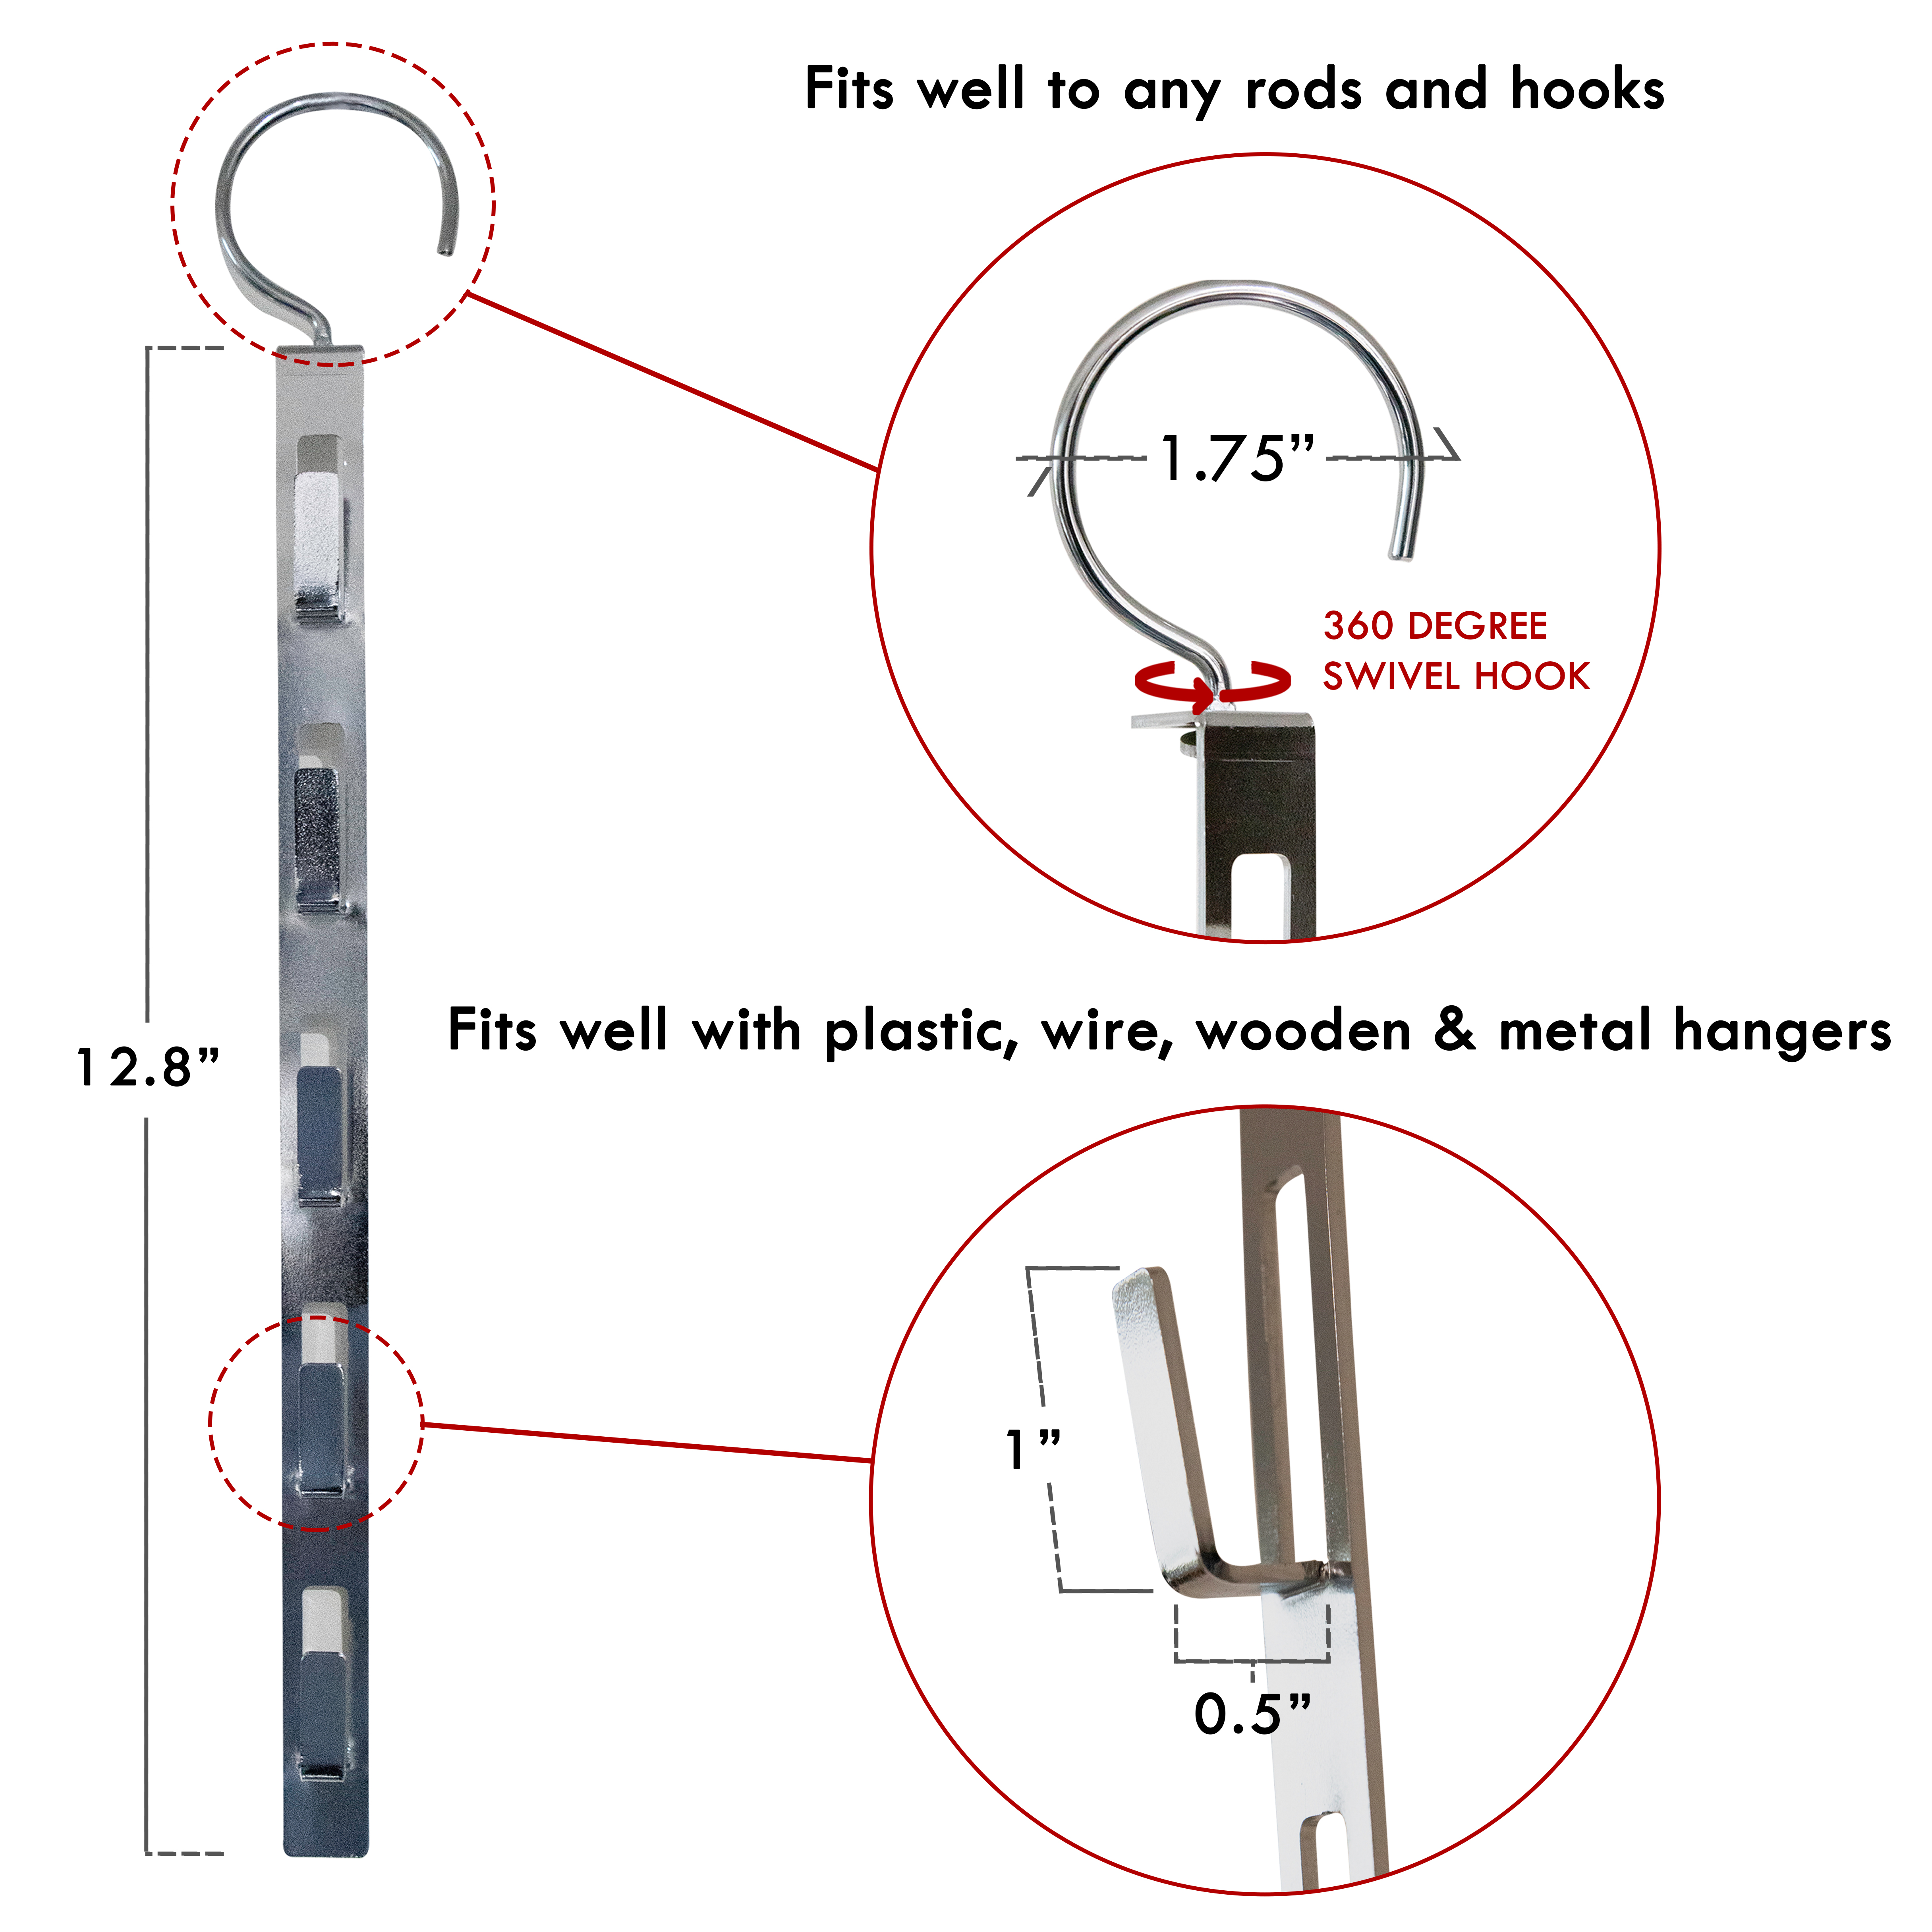 Fits well to any rods and hooks
1.75”
360 DEGREE
SWIVEL HOOK
Fits well with plastic, wire, wooden & metal hangers
12.8”
1”
0.5”